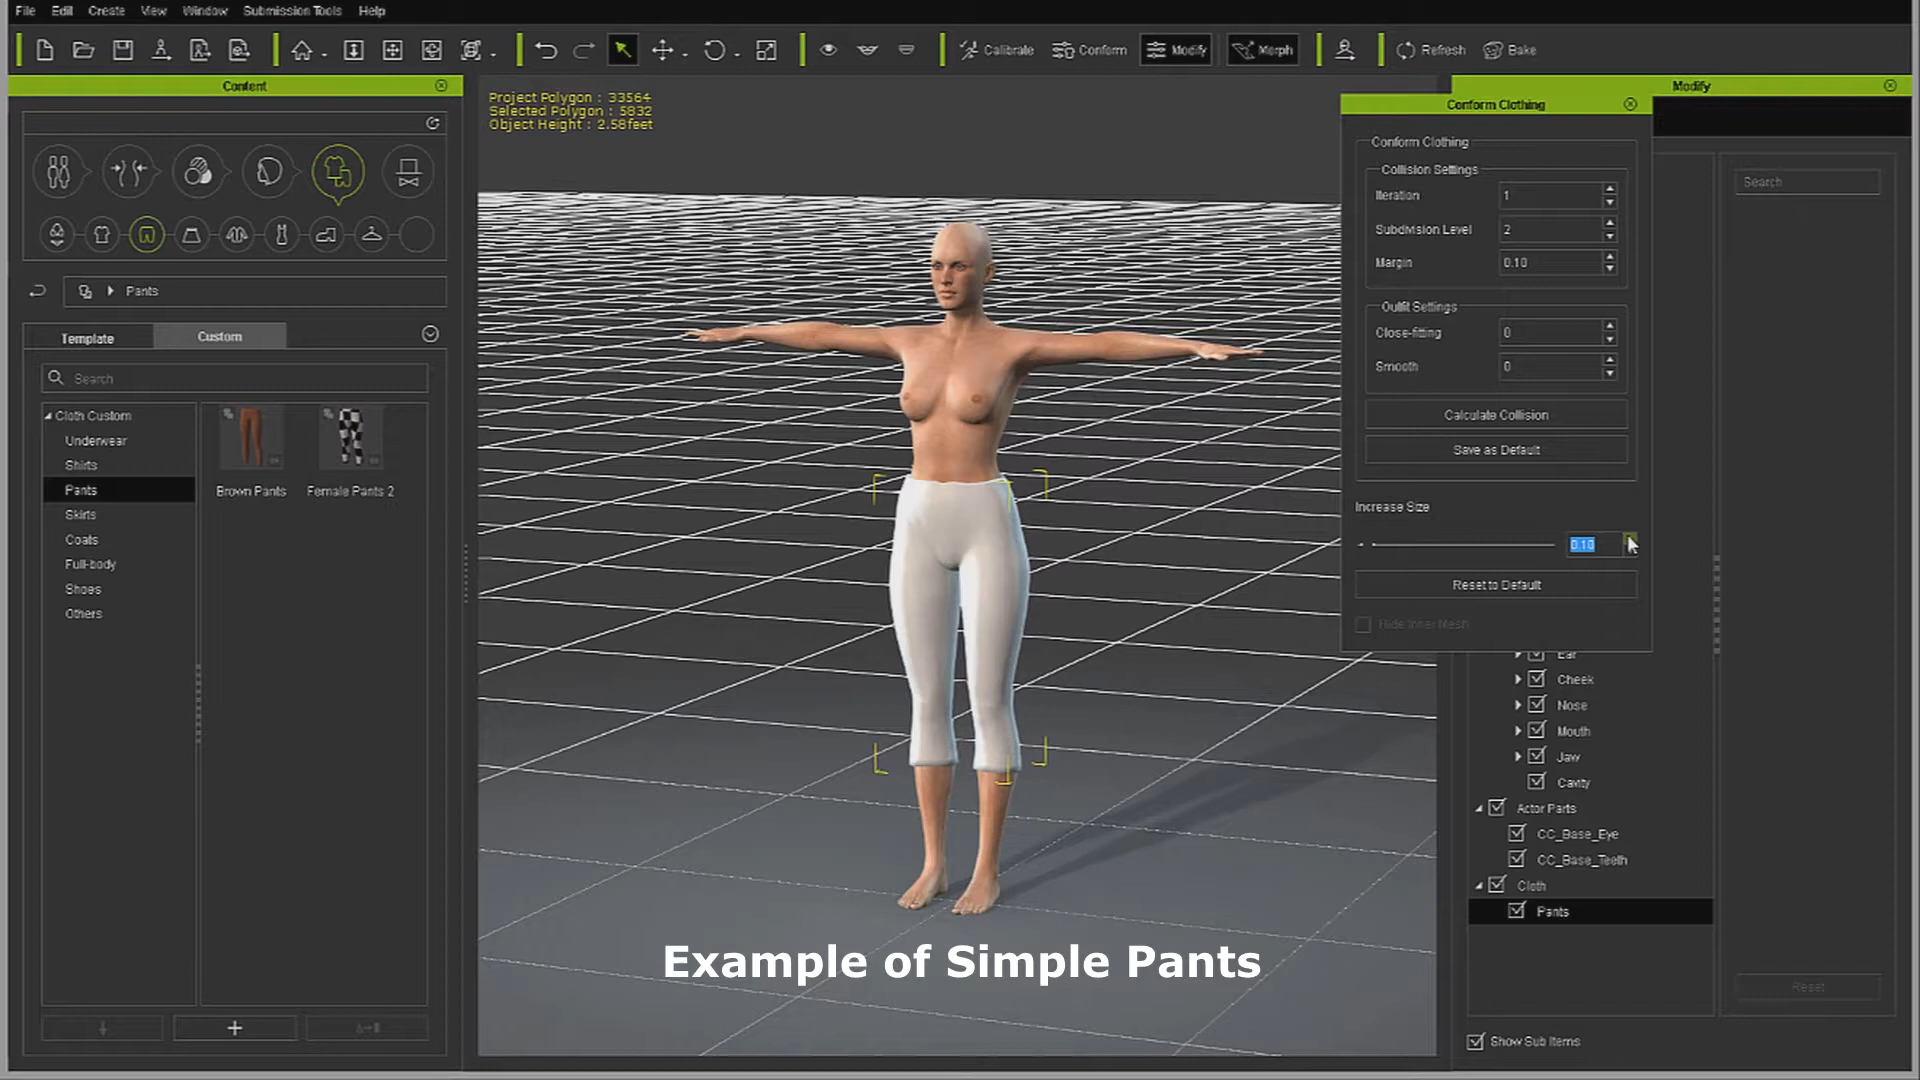 File Edit Create View Window Submission Tools Help
Calibrate Conform Modify Morph Refresh Bake
Content
Project Polygon : 33564
Selected Polygon : 5832
Object Height : 2.58feet
Pants
Template Custom
Search
Cloth Custom
Underwear
Shirts
Pants
Skirts
Coats
Full-body
Shoes
Others
Brown Pants Female Pants 2
Example of Simple Pants
Modify
Conform Clothing
Conform Clothing
Collision Settings
Iteration 1
Subdivision Level 2
Margin 0.10
Outfit Settings
Close-fitting 0
Smooth 0
Calculate Collision
Save as Default
Increase Size
0.10
Reset to Default
Hide Inner Mesh
Search
Ear
Cheek
Nose
Mouth
Jaw
Cavity
Actor Parts
CC_Base_Eye
CC_Base_Teeth
Cloth
Pants
Reset
Show Sub Items